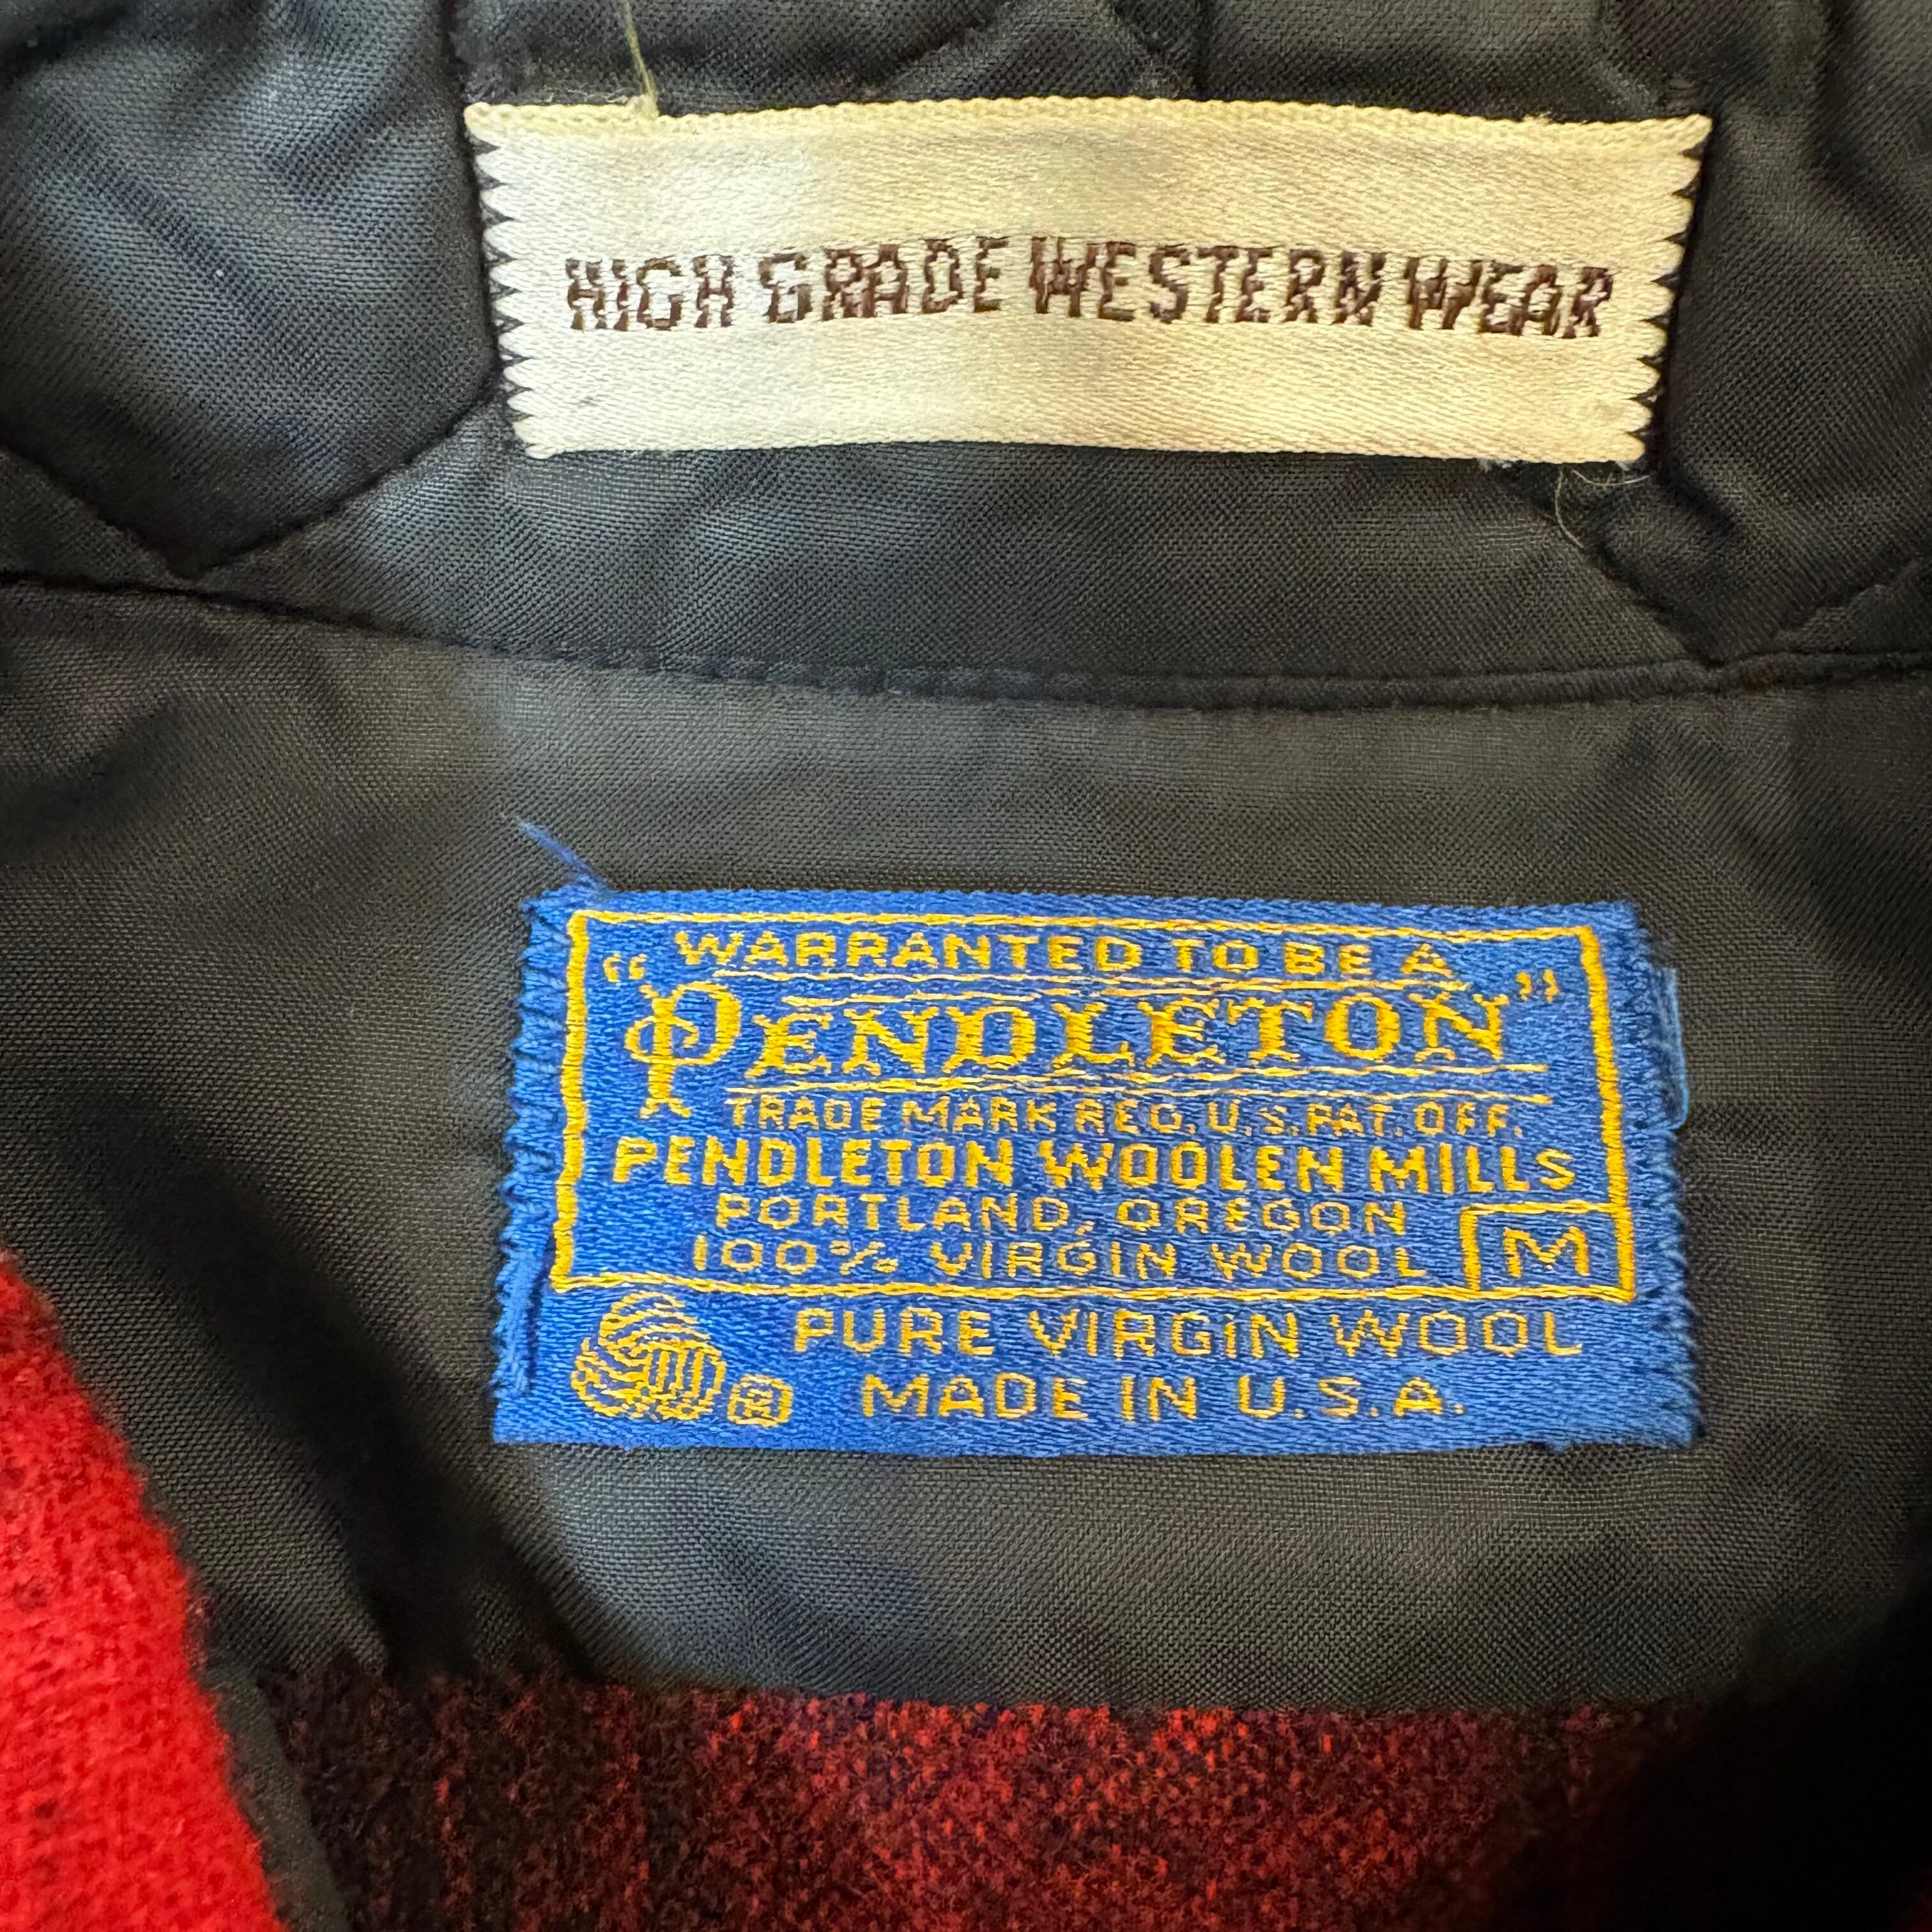 HIGH GRADE WESTERN WEAR
WARRANTED TO BE A
"PENDLETON"
TRADE MARK REG. U.S. PAT. OFF.
PENDLETON WOOLEN MILLS
PORTLAND, OREGON
100% VIRGIN WOOL M
PURE VIRGIN WOOL
® MADE IN U.S.A.